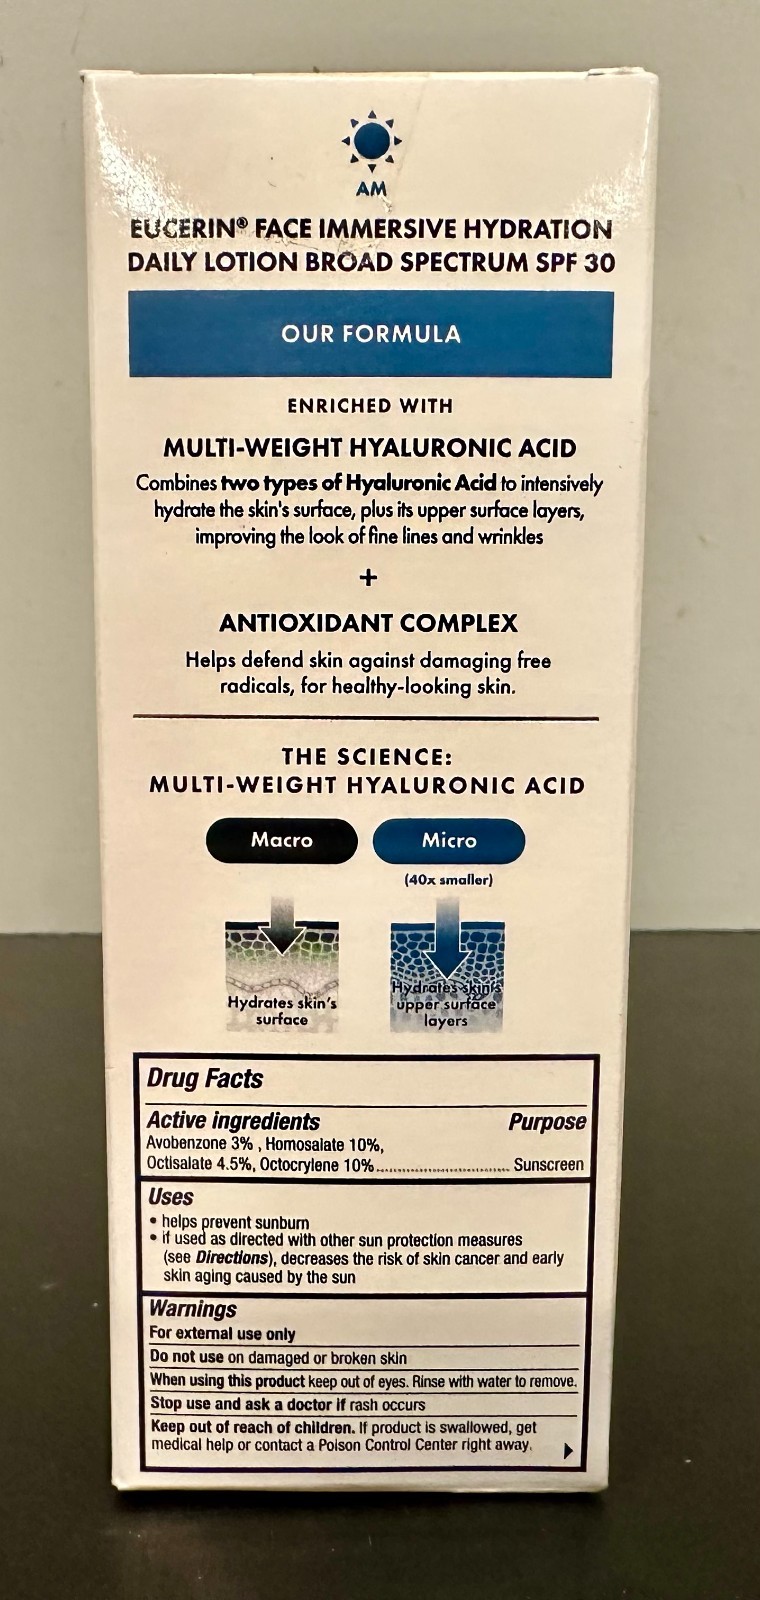 AM
EUCERIN® FACE IMMERSIVE HYDRATION
DAILY LOTION BROAD SPECTRUM SPF 30
OUR FORMULA
ENRICHED WITH
MULTI-WEIGHT HYALURONIC ACID
Combines two types of Hyaluronic Acid to intensively
hydrate the skin's surface, plus its upper surface layers,
improving the look of fine lines and wrinkles
+
ANTIOXIDANT COMPLEX
Helps defend skin against damaging free
radicals, for healthy-looking skin.
THE SCIENCE:
MULTI-WEIGHT HYALURONIC ACID
Macro
Micro
(40x smaller)
Hydrates skin's
surface
Hydrates skin's
upper surface
layers
Drug Facts
Active ingredients Purpose
Avobenzone 3% , Homosalate 10%,
Octisalate 4.5%, Octocrylene 10%.................................... Sunscreen
Uses
• helps prevent sunburn
• if used as directed with other sun protection measures
(see Directions), decreases the risk of skin cancer and early
skin aging caused by the sun
Warnings
For external use only
Do not use on damaged or broken skin
When using this product keep out of eyes. Rinse with water to remove.
Stop use and ask a doctor if rash occurs
Keep out of reach of children. If product is swallowed, get
medical help or contact a Poison Control Center right away.